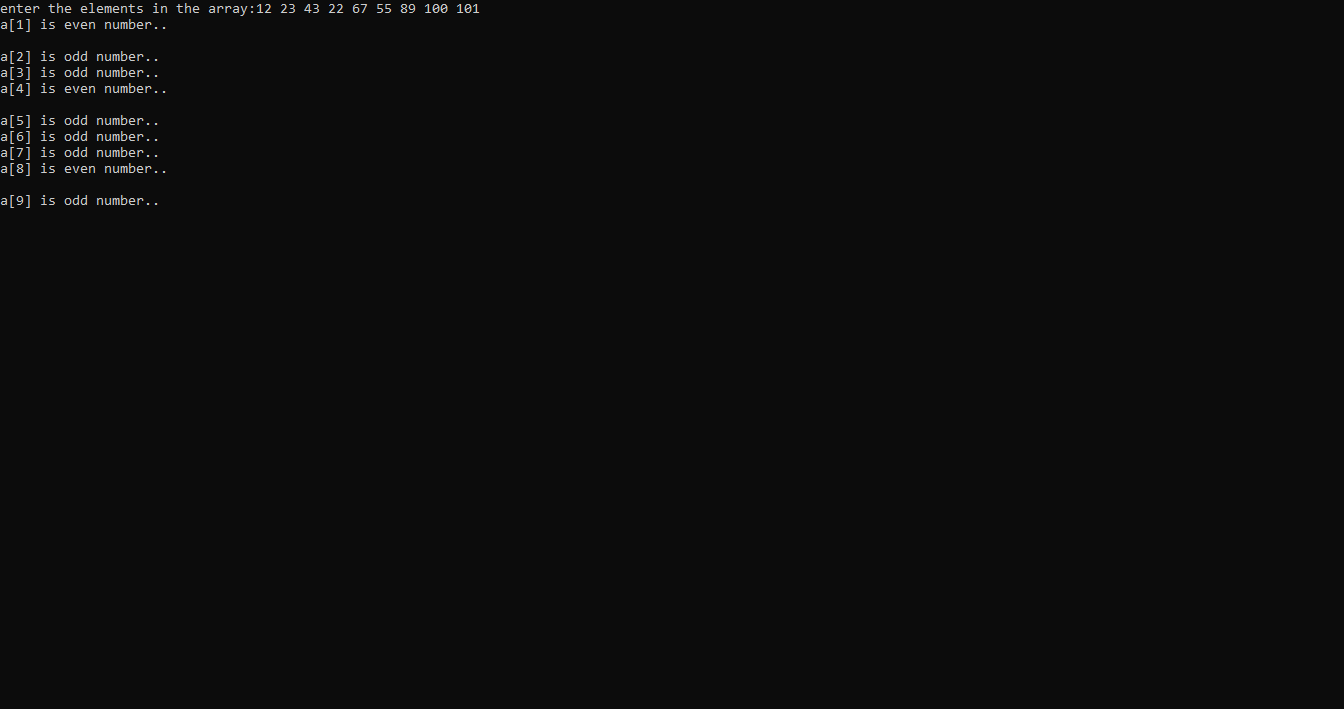 enter the elements in the array:12 23 43 22 67 55 89 100 101
a[1] is even number..
a[2] is odd number..
a[3] is odd number..
a[4] is even number..
a[5] is odd number..
a[6] is odd number..
a[7] is odd number..
a[8] is even number..
a[9] is odd number..